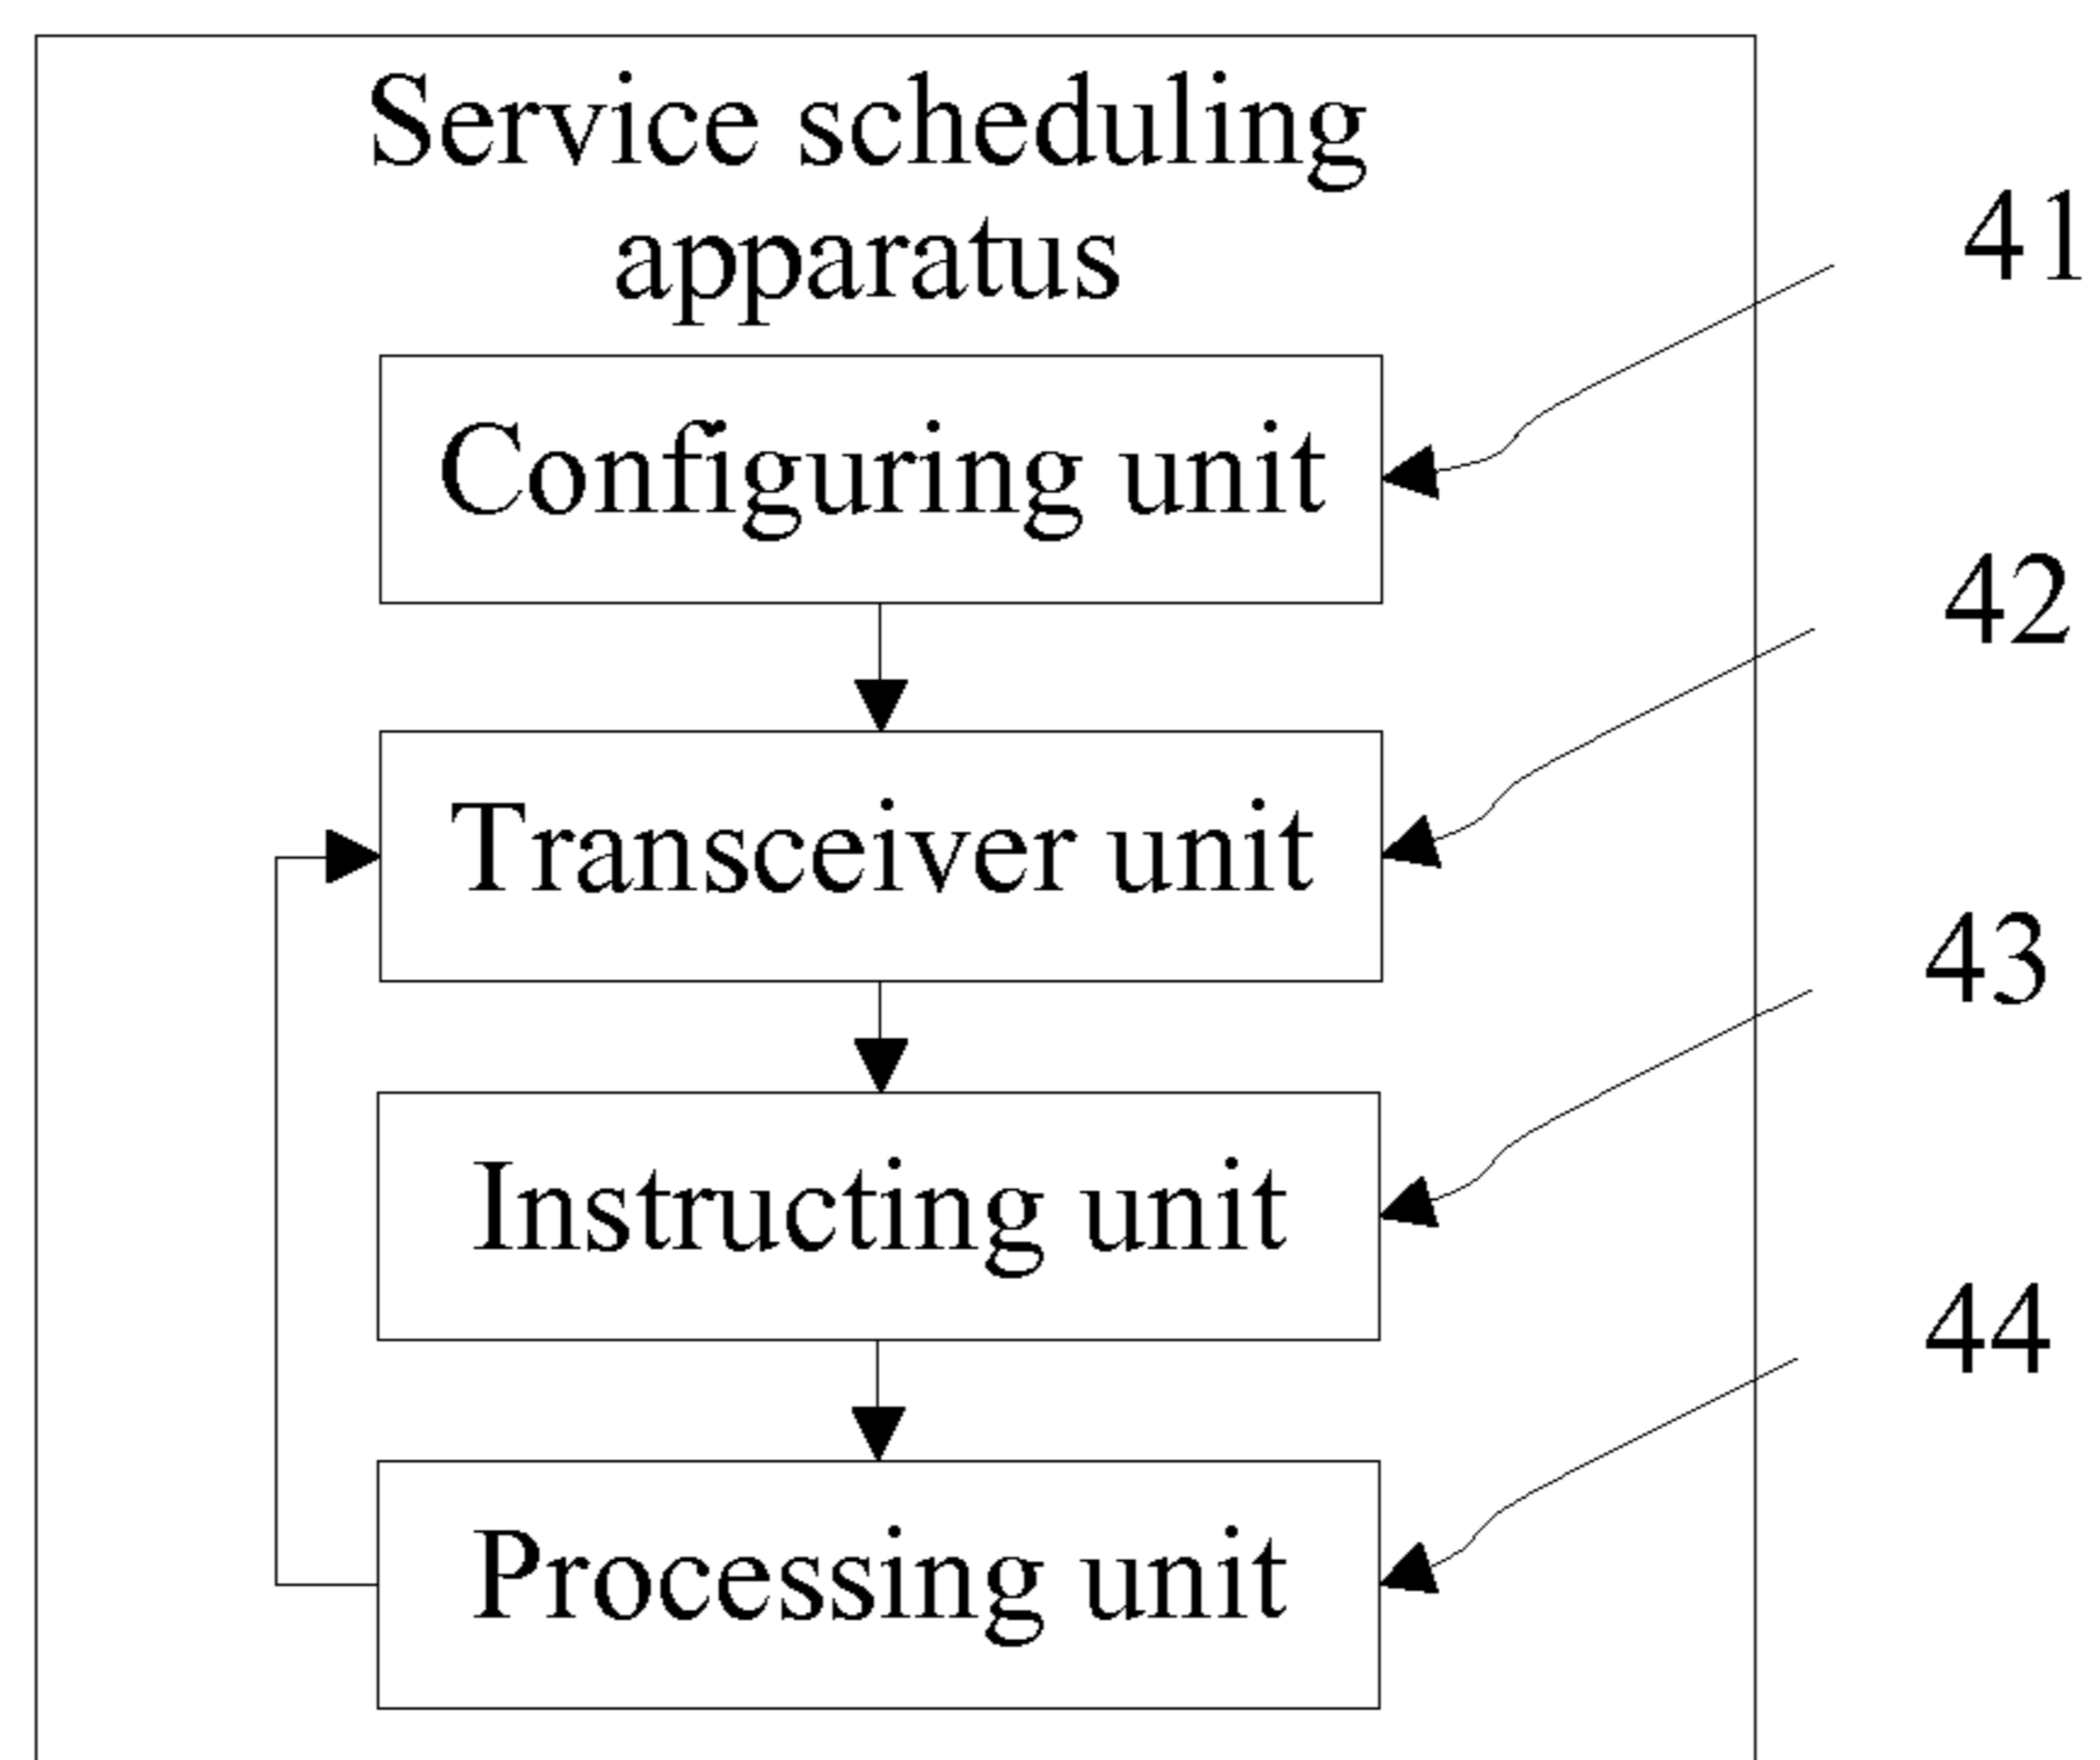 Service scheduling
apparatus
41
Configuring unit
42
Transceiver unit
43
Instructing unit
44
Processing unit